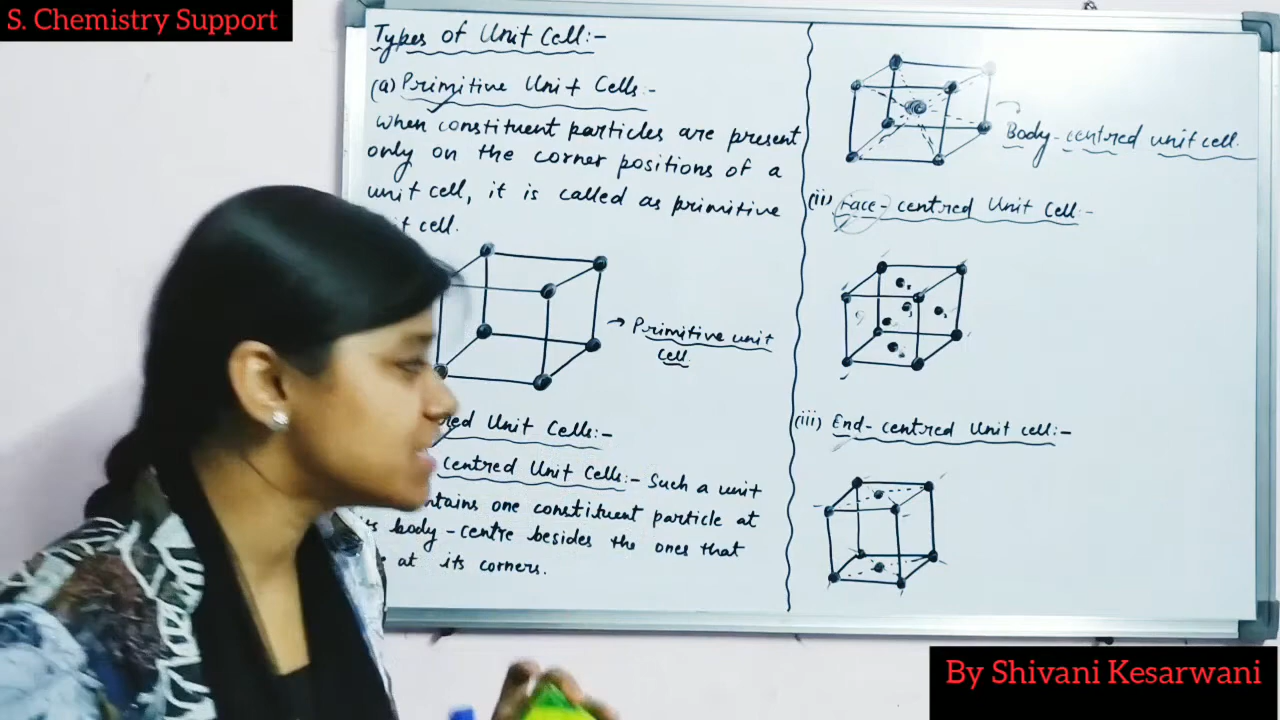 S. Chemistry Support
Types of Unit Cell:-
(a) Primitive Unit Cells:-
When constituent particles are present
only on the corner positions of a
unit cell, it is called as primitive
cell.
→ Primitive unit
cell
Unit Cells:-
Centred Unit Cells:- Such a unit
one constituent particle at
body-centre besides the ones that
at its corners.
Body-centred unit cell.
(ii) Face-centred Unit Cell:-
(iii) End-centred Unit cell:-
By Shivani Kesarwani